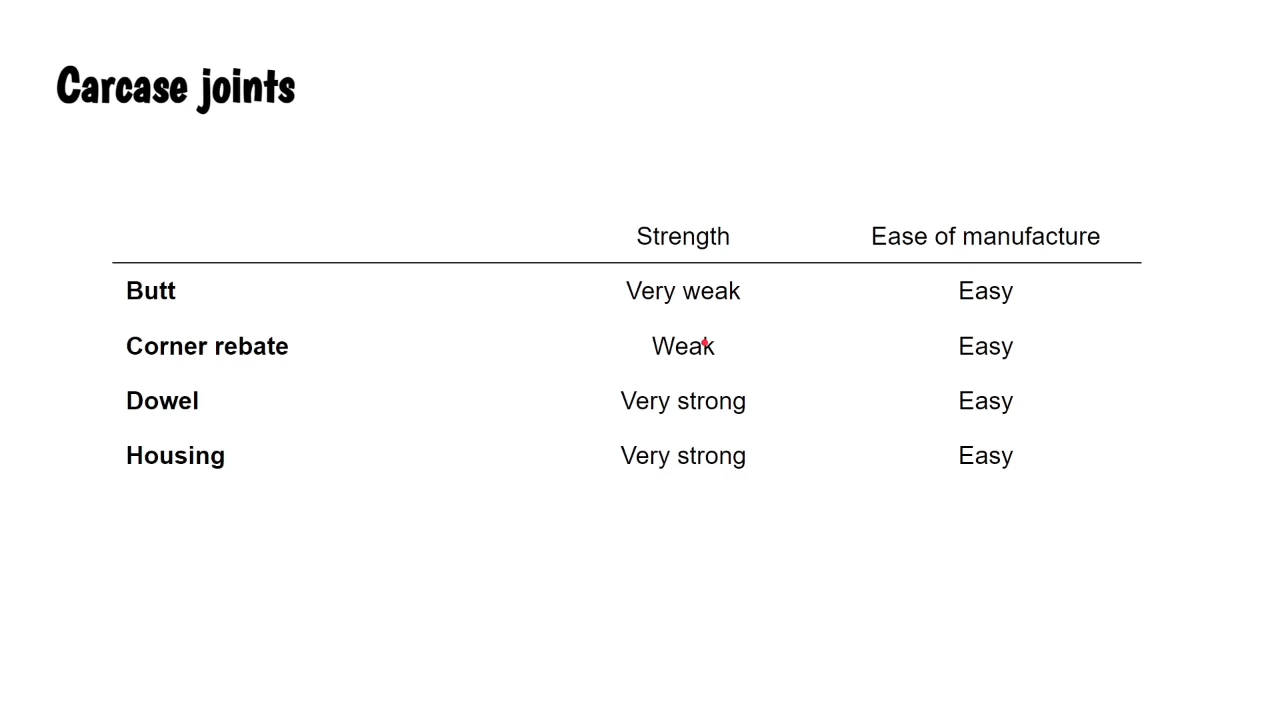 Carcase joints
Strength Ease of manufacture
Butt Very weak Easy
Corner rebate Weak Easy
Dowel Very strong Easy
Housing Very strong Easy